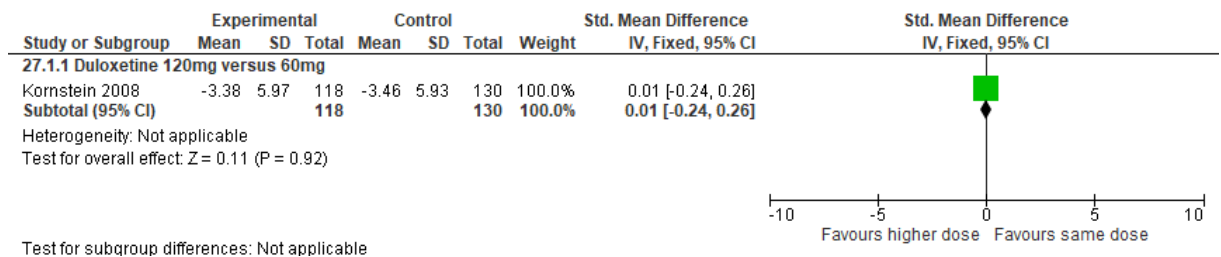 Experimental Control Std. Mean Difference Std. Mean Difference
Study or Subgroup Mean SD Total Mean SD Total Weight IV, Fixed, 95% CI IV, Fixed, 95% CI
27.1.1 Duloxetine 120mg versus 60mg
Kornstein 2008 -3.38 5.97 118 -3.46 5.93 130 100.0% 0.01 [-0.24, 0.26]
Subtotal (95% CI) 118 130 100.0% 0.01 [-0.24, 0.26]
Heterogeneity: Not applicable
Test for overall effect: Z = 0.11 (P = 0.92)
-10 -5 0 5 10
Favours higher dose Favours same dose
Test for subgroup differences: Not applicable